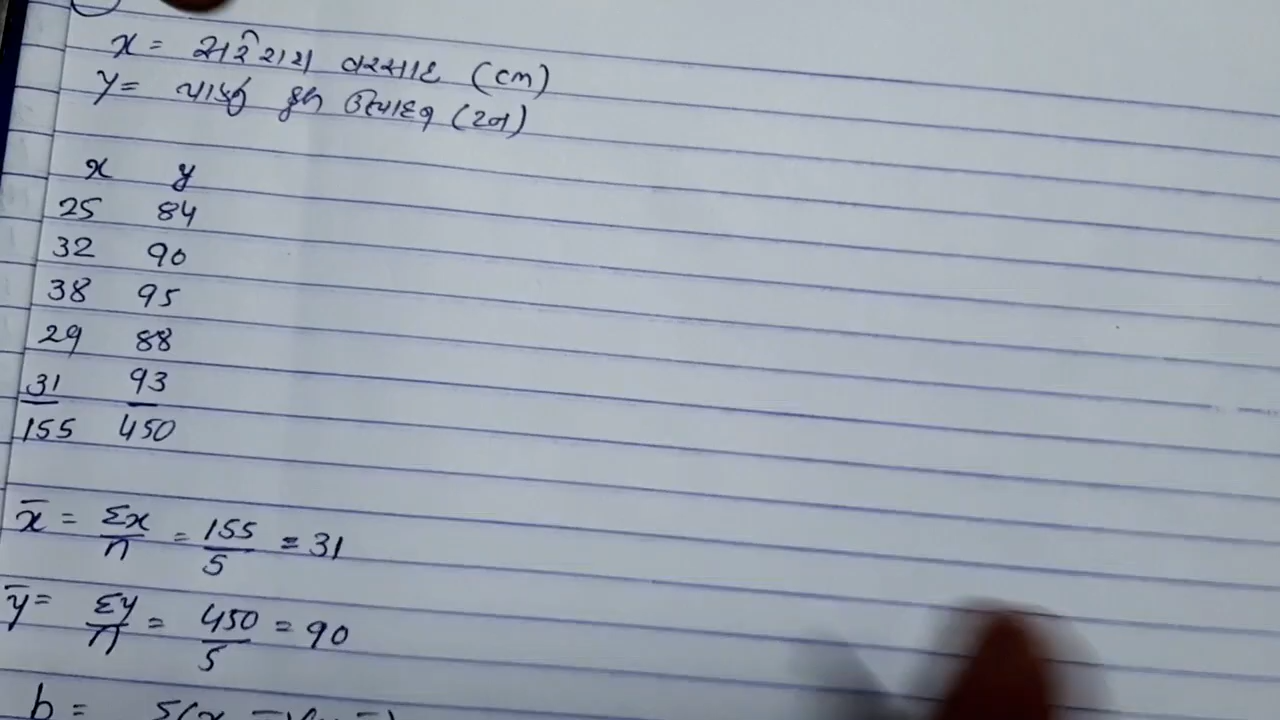 x = સરેરાશ વરસાદ (cm)
y = પાકનું કુલ ઉત્પાદન (ટન)
x y
25 84
32 90
38 95
29 88
31 93
155 450
x̄ = Σx/n = 155/5 = 31
ȳ = Σy/n = 450/5 = 90
b =